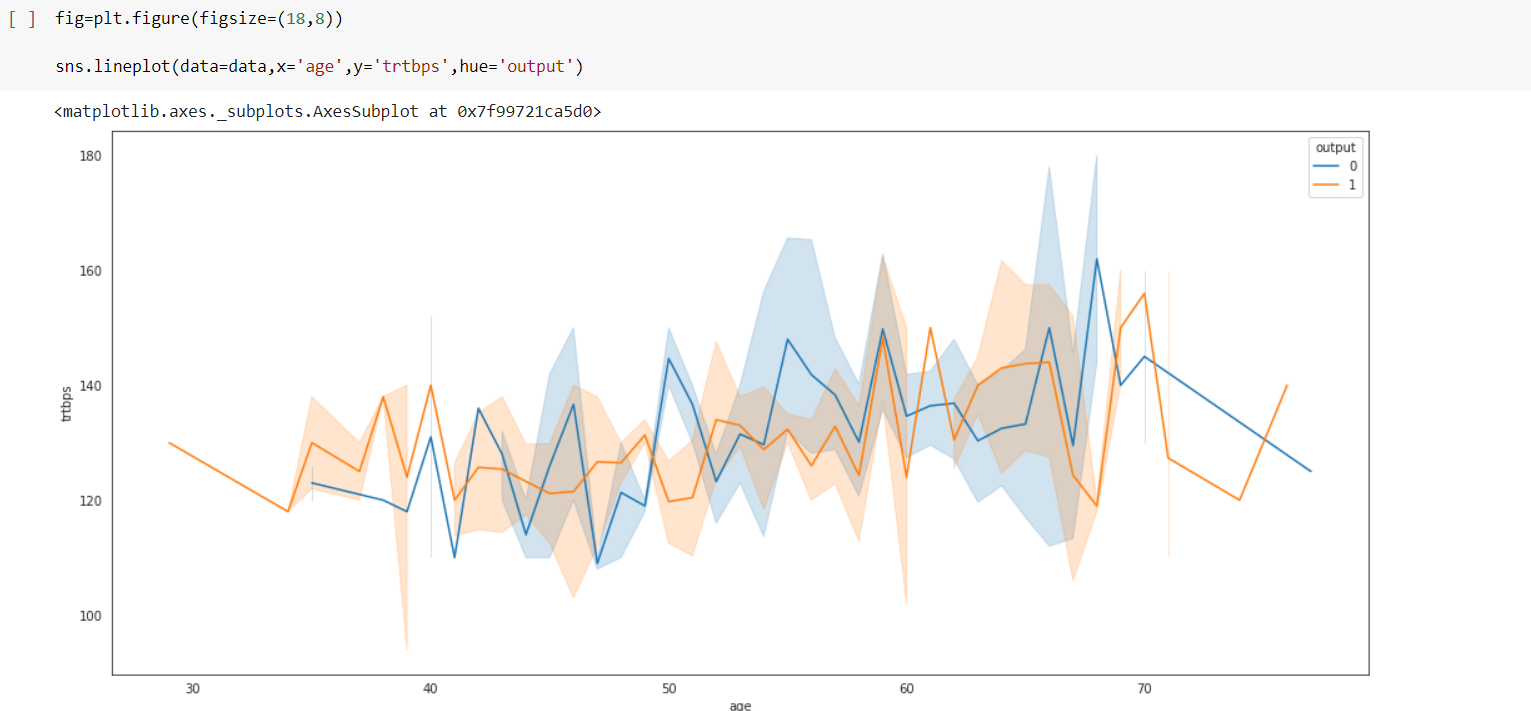 [ ] fig=plt.figure(figsize=(18,8))
sns.lineplot(data=data,x='age',y='trtbps',hue='output')
<matplotlib.axes._subplots.AxesSubplot at 0x7f99721ca5d0>
output
0
1
180
160
140
120
100
trtbps
30 40 50 60 70
age